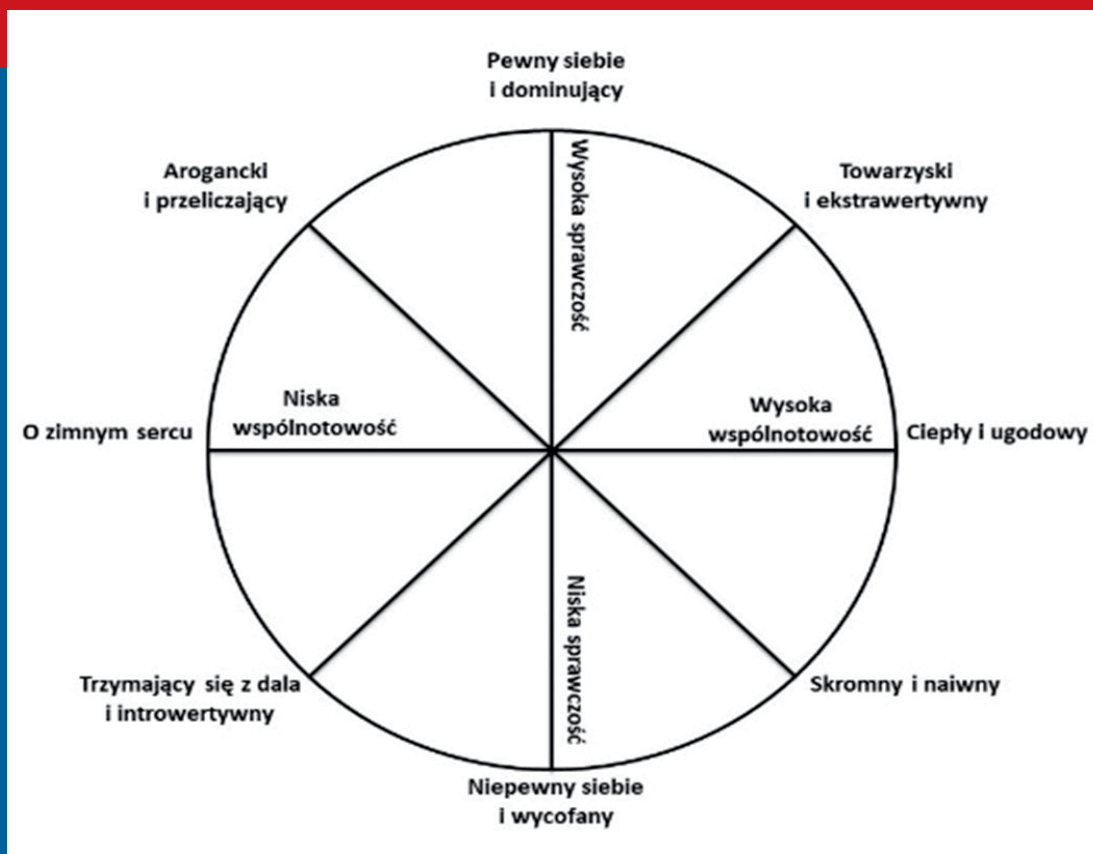 Pewny siebie
i dominujący
Arogancki
i przeliczający
Towarzyski
i ekstrawertywny
Wysoka sprawczość
Niska
wspólnotowość
Wysoka
wspólnotowość
O zimnym sercu
Ciepły i ugodowy
Niska sprawczość
Trzymający się z dala
i introwertywny
Skromny i naiwny
Niepewny siebie
i wycofany